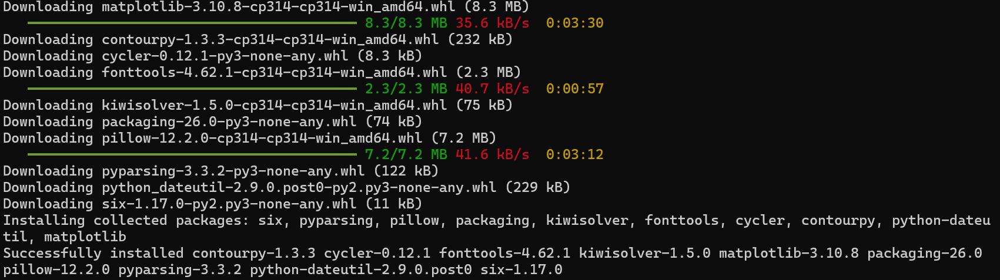 Downloading matplotlib-3.10.8-cp314-cp314-win_amd64.whl (8.3 MB)
8.3/8.3 MB 35.6 kB/s 0:03:30
Downloading contourpy-1.3.3-cp314-cp314-win_amd64.whl (232 kB)
Downloading cycler-0.12.1-py3-none-any.whl (8.3 kB)
Downloading fonttools-4.62.1-cp314-cp314-win_amd64.whl (2.3 MB)
2.3/2.3 MB 40.7 kB/s 0:00:57
Downloading kiwisolver-1.5.0-cp314-cp314-win_amd64.whl (75 kB)
Downloading packaging-26.0-py3-none-any.whl (74 kB)
Downloading pillow-12.2.0-cp314-cp314-win_amd64.whl (7.2 MB)
7.2/7.2 MB 41.6 kB/s 0:03:12
Downloading pyparsing-3.3.2-py3-none-any.whl (122 kB)
Downloading python_dateutil-2.9.0.post0-py2.py3-none-any.whl (229 kB)
Downloading six-1.17.0-py2.py3-none-any.whl (11 kB)
Installing collected packages: six, pyparsing, pillow, packaging, kiwisolver, fonttools, cycler, contourpy, python-dateu
til, matplotlib
Successfully installed contourpy-1.3.3 cycler-0.12.1 fonttools-4.62.1 kiwisolver-1.5.0 matplotlib-3.10.8 packaging-26.0
pillow-12.2.0 pyparsing-3.3.2 python-dateutil-2.9.0.post0 six-1.17.0